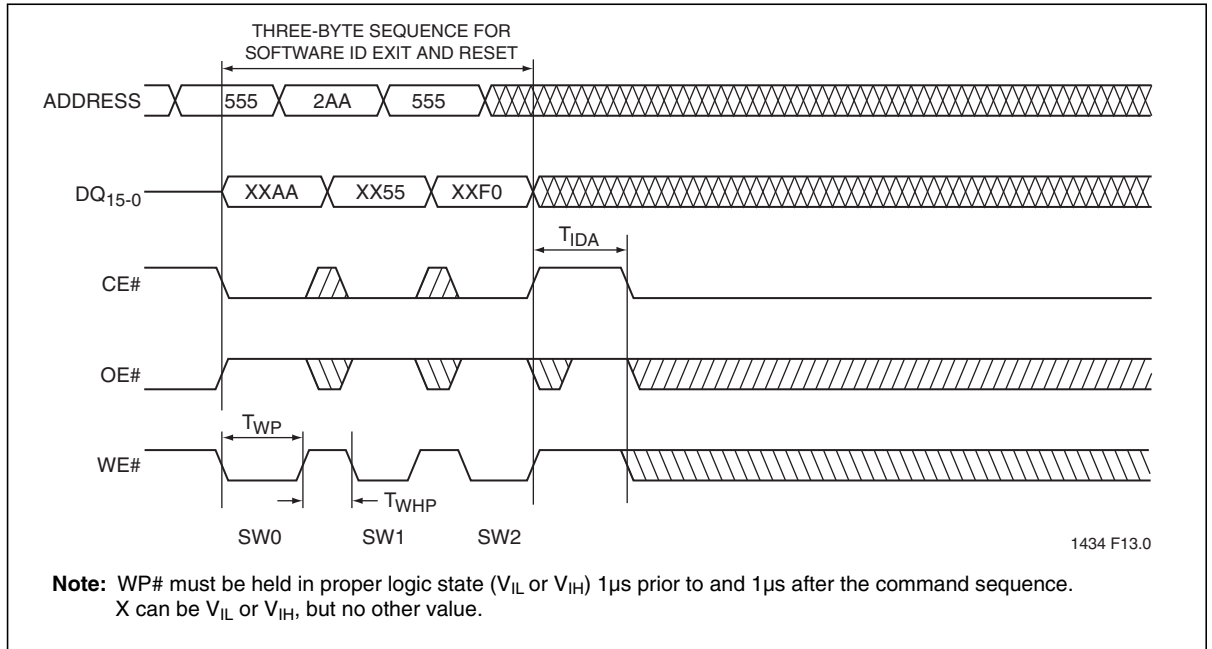 THREE-BYTE SEQUENCE FOR
SOFTWARE ID EXIT AND RESET
ADDRESS 555 2AA 555
DQ15-0 XXAA XX55 XXF0
TIDA
CE#
OE#
TWP
WE#
TWHP
SW0 SW1 SW2
1434 F13.0
Note: WP# must be held in proper logic state (VIL or VIH) 1µs prior to and 1µs after the command sequence.
X can be VIL or VIH, but no other value.